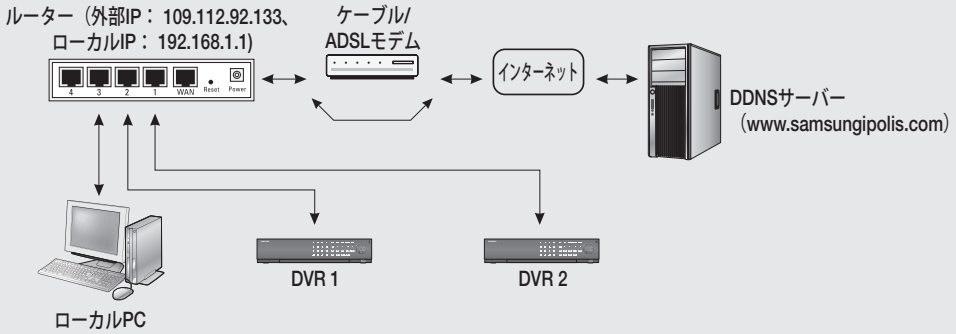 ルーター（外部IP： 109.112.92.133、
ローカルIP： 192.168.1.1)
ケーブル/
ADSLモデム
インターネット
DDNSサーバー
（www.samsungipolis.com）
4 3 2 1 WAN Reset Power
DVR 1
DVR 2
ローカルPC